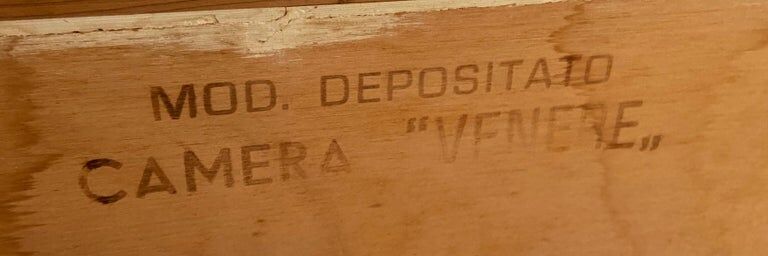 MOD. DEPOSITATO
CAMERA “VENERE„